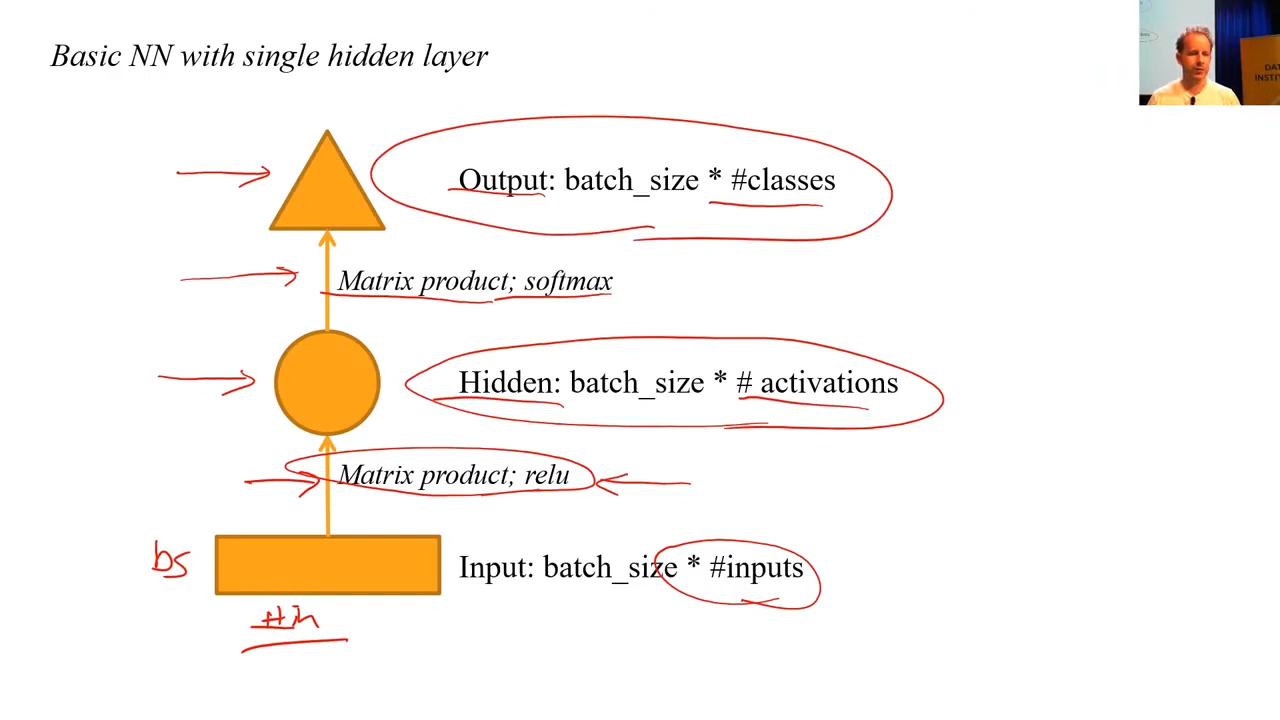 Basic NN with single hidden layer
Output: batch_size * #classes
Matrix product; softmax
Hidden: batch_size * # activations
Matrix product; relu
bs
Input: batch_size * #inputs
#in